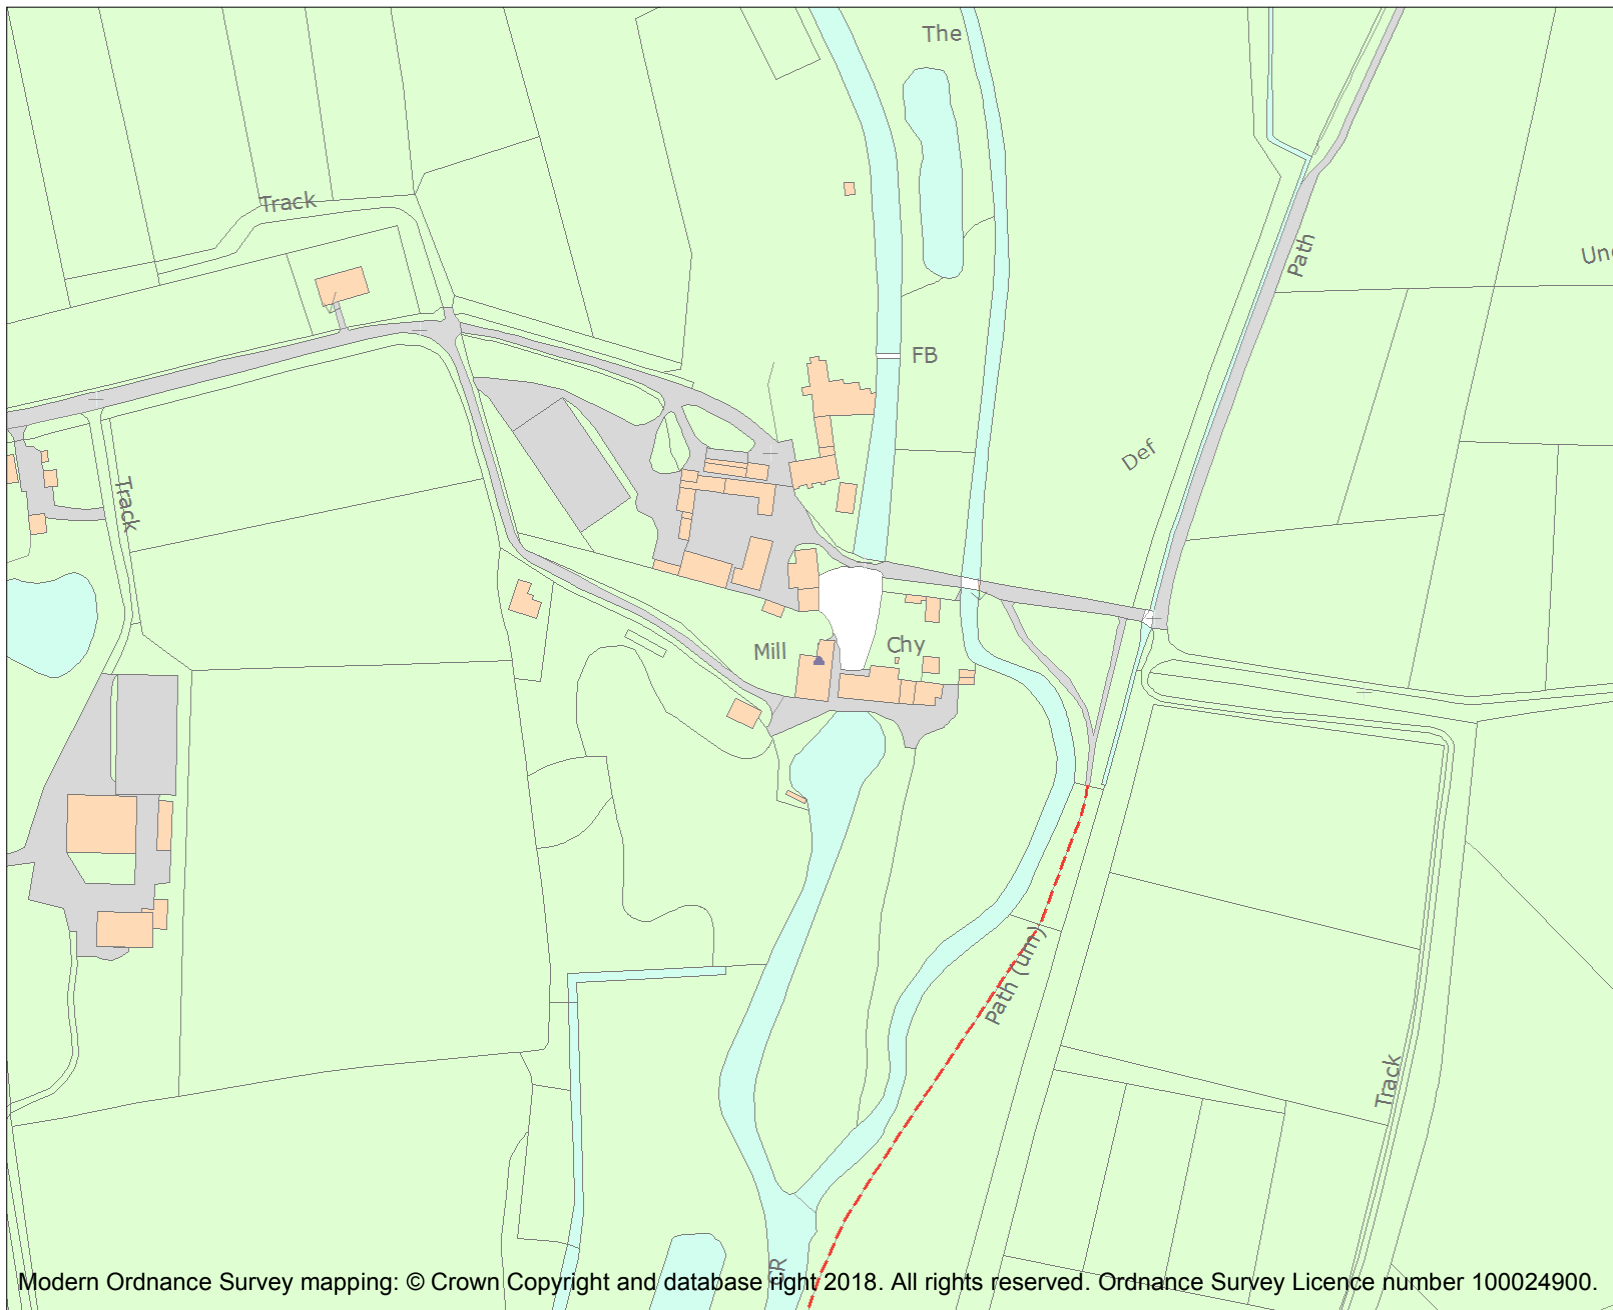 The
Track
Path
FB
Def
Track
Mill
Chy
Path (um)
Track
CR
Modern Ordnance Survey mapping: © Crown Copyright and database right 2018. All rights reserved. Ordnance Survey Licence number 100024900.